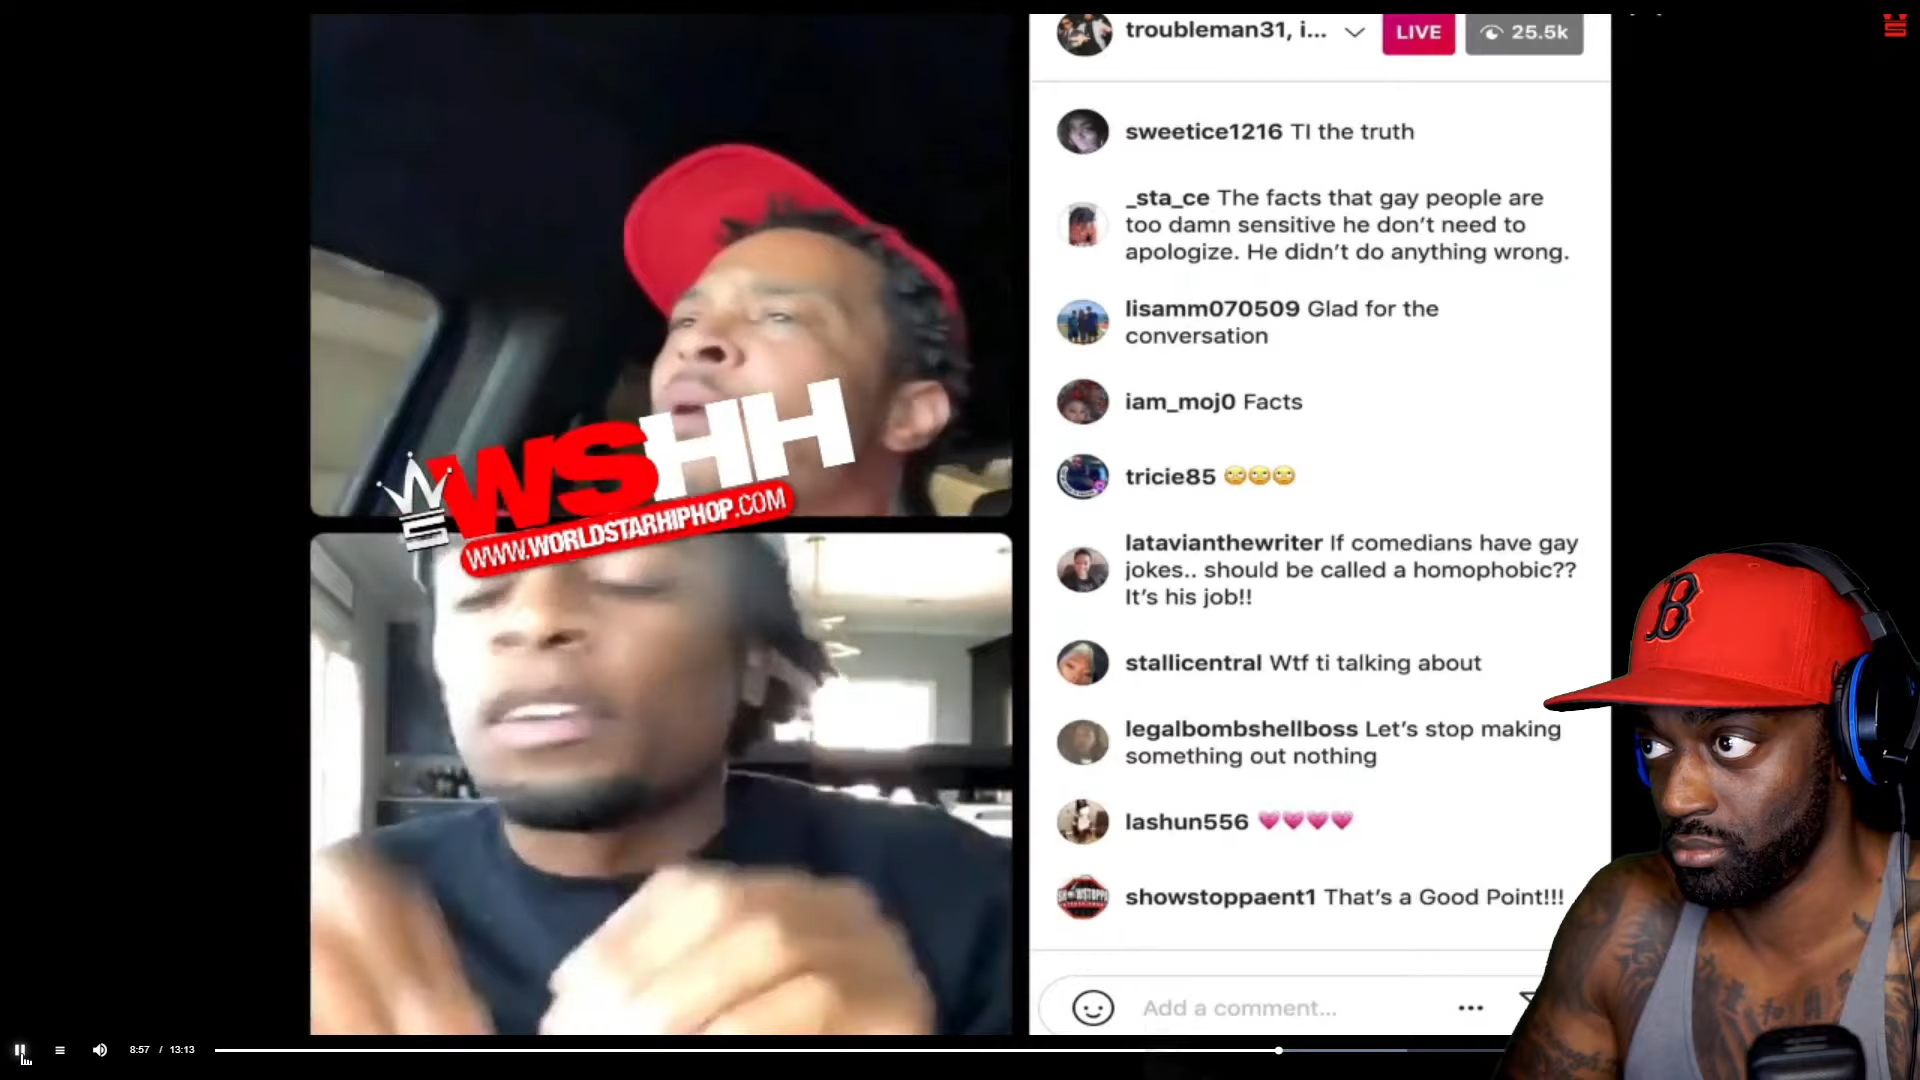 troubleman31, i...
LIVE
25.5k
sweetice1216 TI the truth
_sta_ce The facts that gay people are
too damn sensitive he don't need to
apologize. He didn't do anything wrong.
lisamm070509 Glad for the
conversation
iam_moj0 Facts
tricie85 🙄🙄🙄
latavianthewriter If comedians have gay
jokes.. should be called a homophobic??
It's his job!!
stallicentral Wtf ti talking about
legalbombshellboss Let's stop making
something out nothing
lashun556 💗💗💗💗
showstoppaent1 That's a Good Point!!!
Add a comment...
WSHH
WWW.WORLDSTARHIPHOP.COM
B
8:57 / 13:13